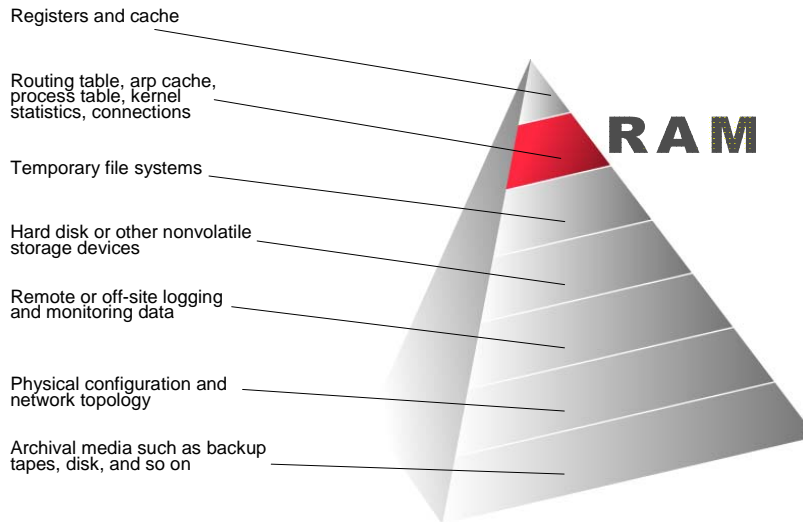 Registers and cache
Routing table, arp cache,
process table, kernel
statistics, connections
RAM
Temporary file systems
Hard disk or other nonvolatile
storage devices
Remote or off-site logging
and monitoring data
Physical configuration and
network topology
Archival media such as backup
tapes, disk, and so on